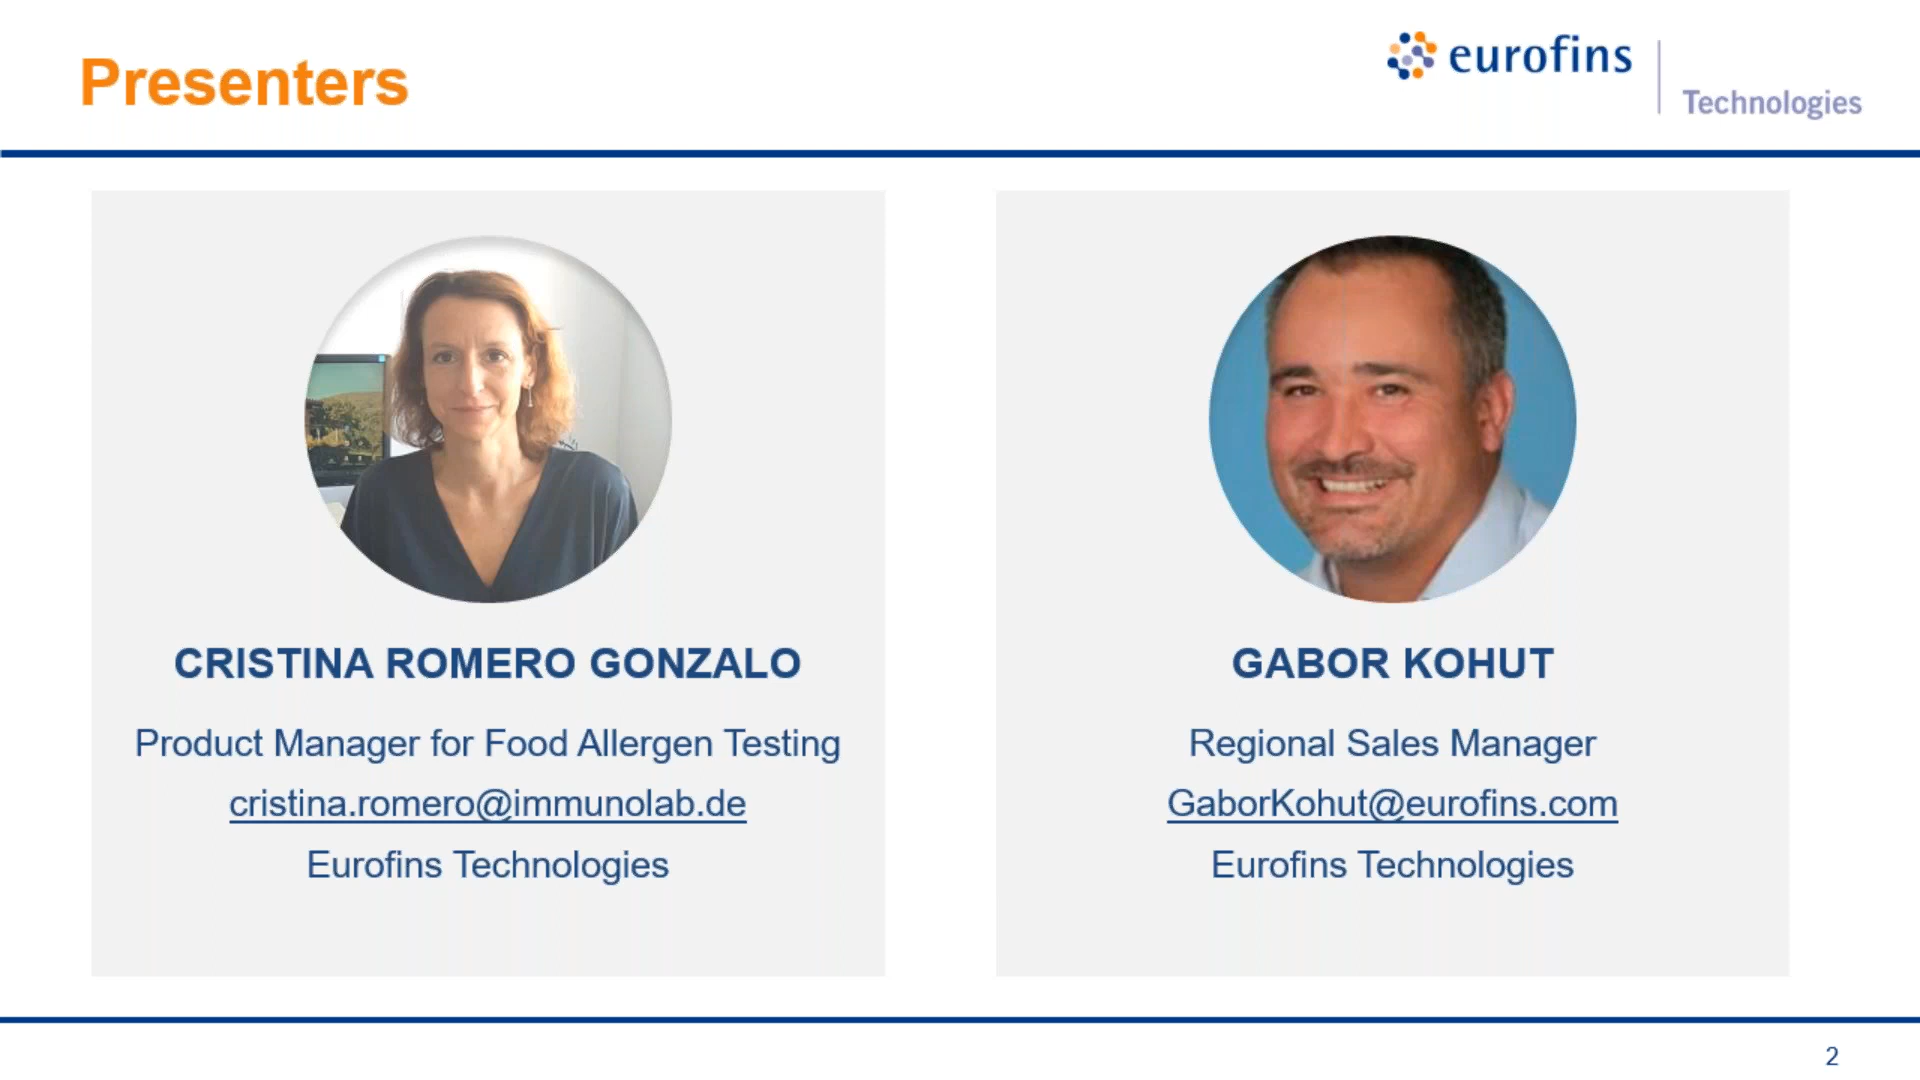 Presenters
eurofins
Technologies
CRISTINA ROMERO GONZALO
Product Manager for Food Allergen Testing
cristina.romero@immunolab.de
Eurofins Technologies
GABOR KOHUT
Regional Sales Manager
GaborKohut@eurofins.com
Eurofins Technologies
2